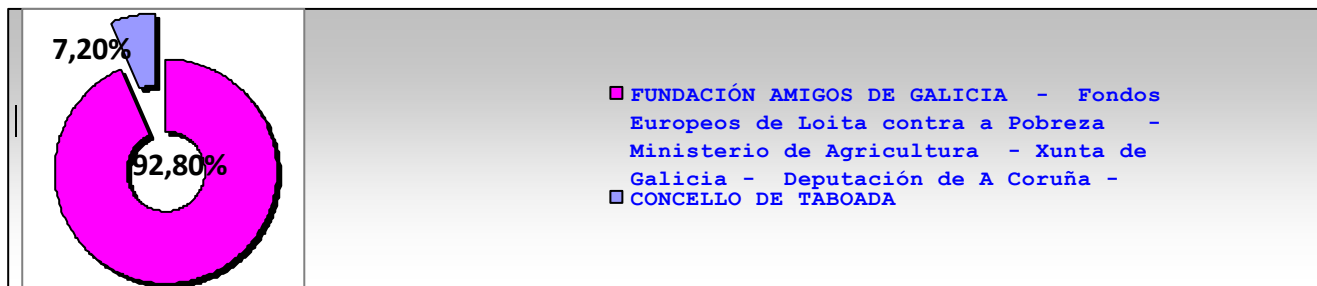 7,20%
92,80%
FUNDACIÓN AMIGOS DE GALICIA - Fondos
Europeos de Loita contra a Pobreza -
Ministerio de Agricultura - Xunta de
Galicia - Deputación de A Coruña -
CONCELLO DE TABOADA